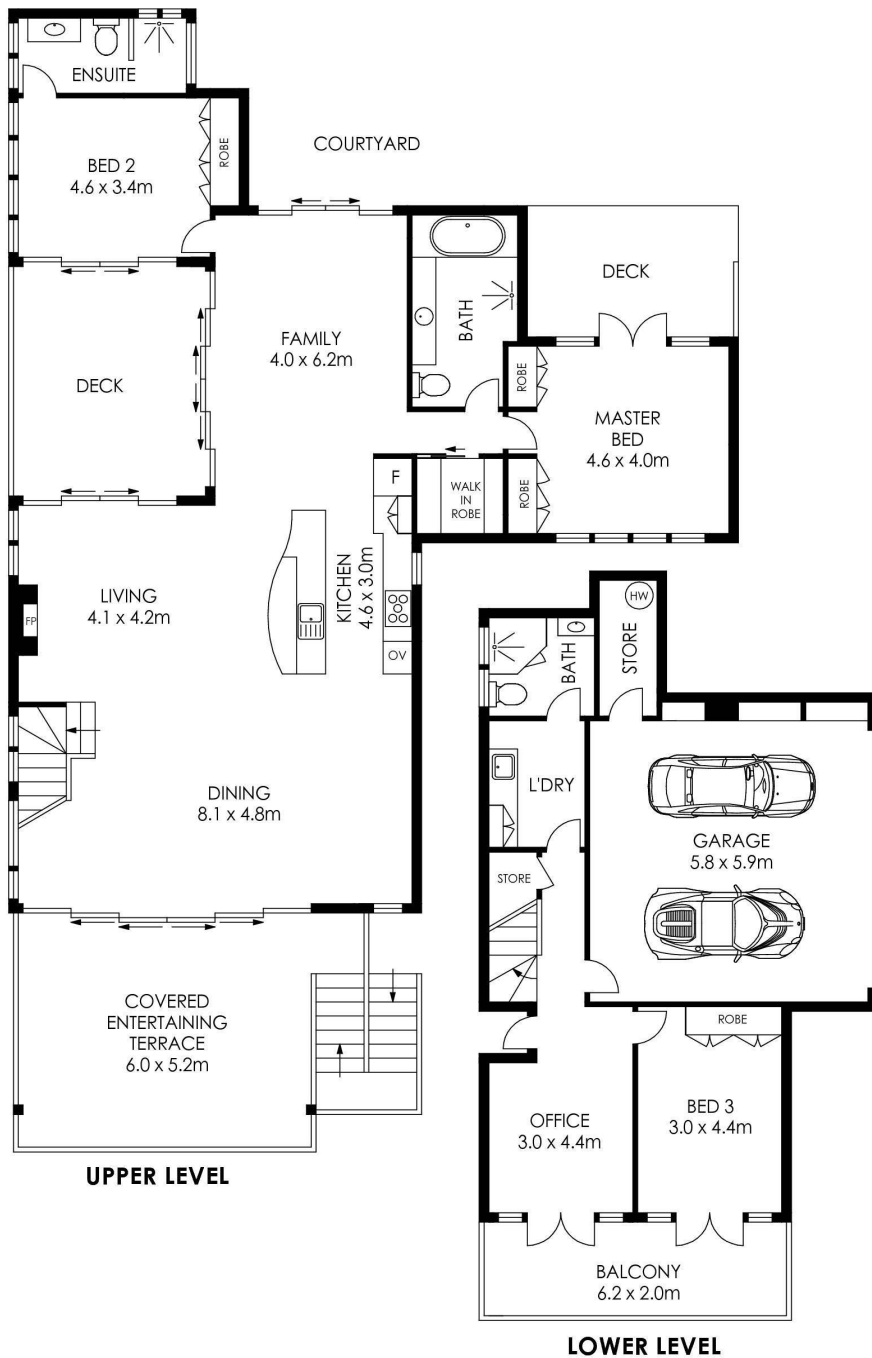 ENSUITE
BED 2
4.6 x 3.4m
ROBE
COURTYARD
DECK
FAMILY
4.0 x 6.2m
BATH
DECK
ROBE
MASTER
BED
4.6 x 4.0m
ROBE
WALK
IN
ROBE
F
KITCHEN
4.6 x 3.0m
OV
LIVING
4.1 x 4.2m
FP
DINING
8.1 x 4.8m
COVERED
ENTERTAINING
TERRACE
6.0 x 5.2m
UPPER LEVEL
BATH
STORE
HW
L'DRY
GARAGE
5.8 x 5.9m
STORE
ROBE
OFFICE
3.0 x 4.4m
BED 3
3.0 x 4.4m
BALCONY
6.2 x 2.0m
LOWER LEVEL